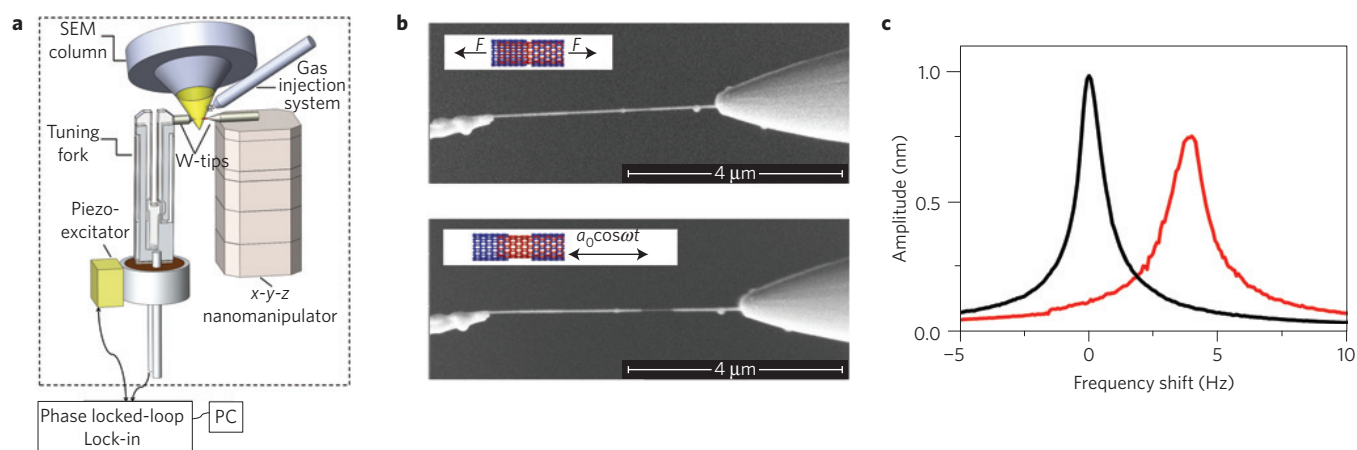 a
SEM
column
Gas
injection
system
Tuning
fork
W-tips
Piezo-
excitator
x-y-z
nanomanipulator
Phase locked-loop
Lock-in
PC
b
F F
4 μm
a₀cosωt
4 μm
c
Amplitude (nm)
1.0
0.5
0.0
−5 0 5 10
Frequency shift (Hz)